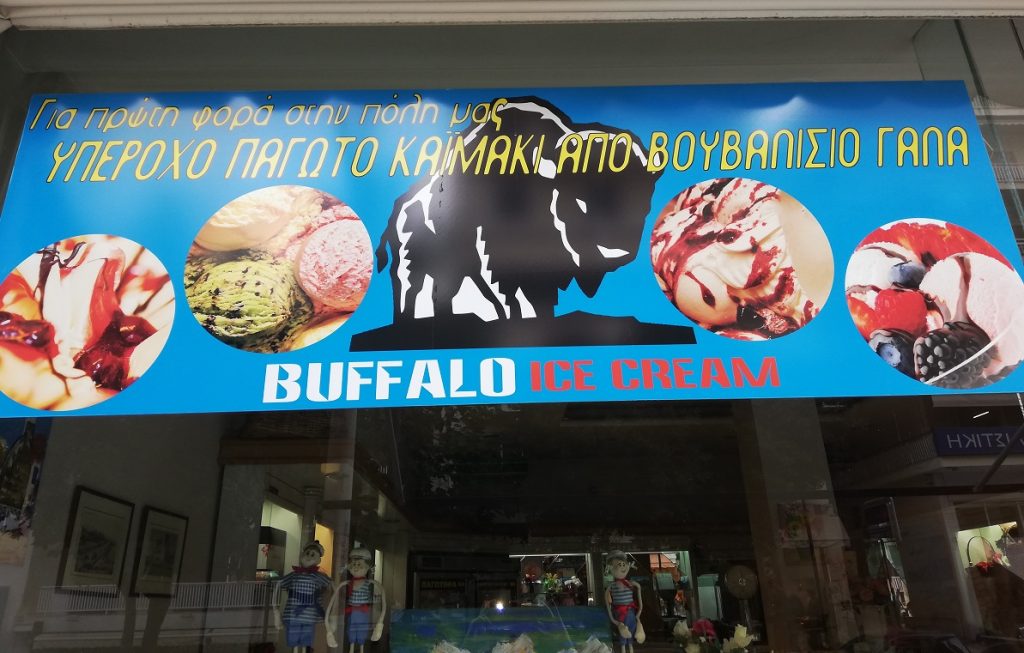 Για πρώτη φορά στην πόλη μας
ΥΠΕΡΟΧΟ ΠΑΓΩΤΟ ΚΑΪΜΑΚΙ ΑΠΟ ΒΟΥΒΑΛΙΣΙΟ ΓΑΛΑ
BUFFALO ICE CREAM